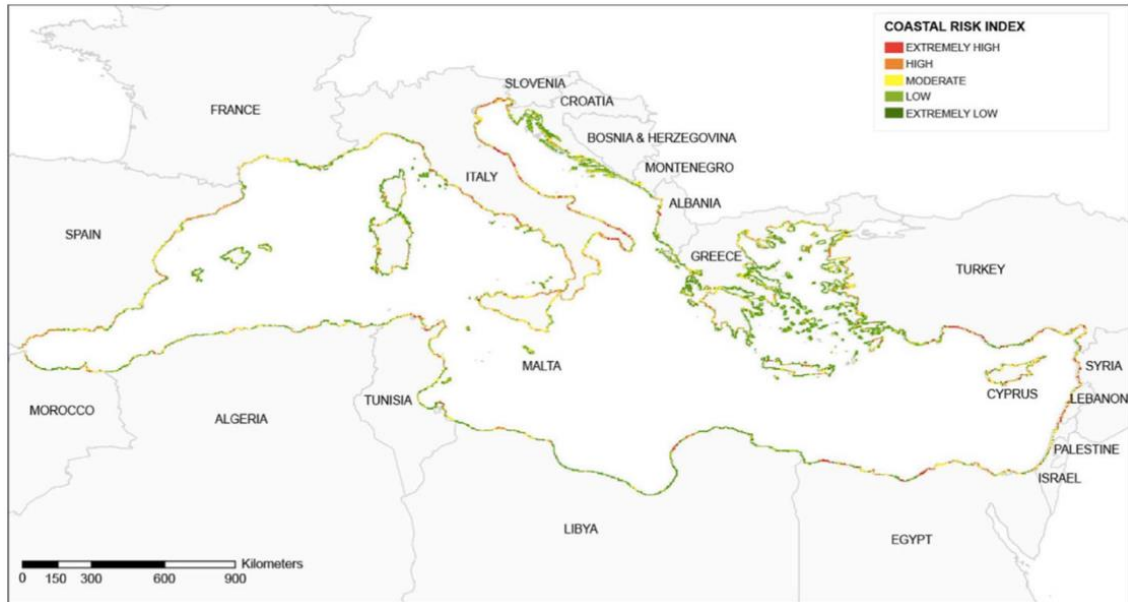 COASTAL RISK INDEX
EXTREMELY HIGH
HIGH
MODERATE
LOW
EXTREMELY LOW
SLOVENIA
CROATIA
FRANCE
BOSNIA & HERZEGOVINA
MONTENEGRO
ITALY
ALBANIA
SPAIN
GREECE
TURKEY
MALTA
SYRIA
CYPRUS
LEBANON
MOROCCO
TUNISIA
ALGERIA
PALESTINE
ISRAEL
LIBYA
EGYPT
Kilometers
0 150 300 600 900